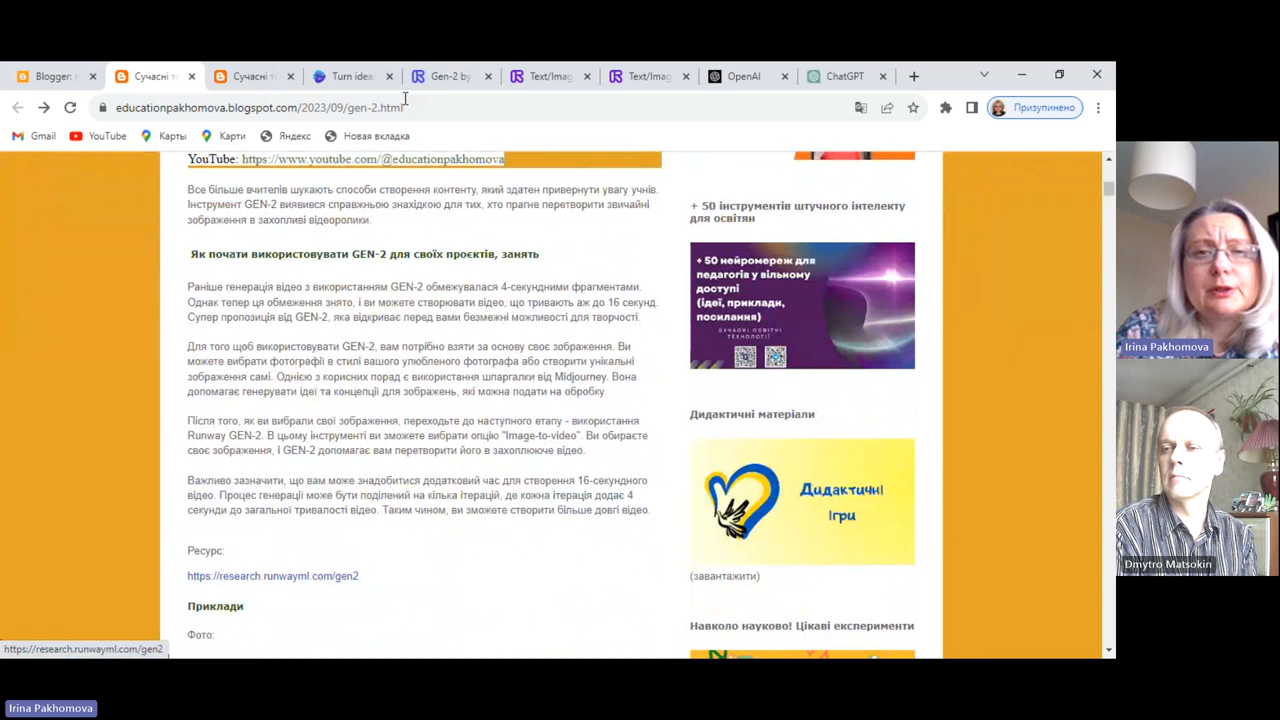 Blogger:
Сучасні т
Сучасні т
Turn idea
Gen-2 by
Text/Imag
Text/Imag
OpenAI
ChatGPT
educationpakhomova.blogspot.com/2023/09/gen-2.html
Призупинено
Gmail
YouTube
Карты
Карти
Яндекс
Новая вкладка
YouTube: https://www.youtube.com/@educationpakhomova
Все більше вчителів шукають способи створення контенту, який здатен привернути увагу учнів.
Інструмент GEN-2 виявився справжньою знахідкою для тих, хто прагне перетворити звичайні
зображення в захопливі відеоролики.
Як почати використовувати GEN-2 для своїх проєктів, занять
Раніше генерація відео з використанням GEN-2 обмежувалася 4-секундними фрагментами.
Однак тепер ця обмеження знято, і ви можете створювати відео, що тривають аж до 16 секунд.
Супер пропозиція від GEN-2, яка відкриває перед вами безмежні можливості для творчості.
Для того щоб використовувати GEN-2, вам потрібно взяти за основу своє зображення. Ви
можете вибрати фотографії в стилі вашого улюбленого фотографа або створити унікальні
зображення самі. Однією з корисних порад є використання шпаргалки від Midjourney. Вона
допомагає генерувати ідеї та концепції для зображень, які можна подати на обробку.
Після того, як ви вибрали свої зображення, переходьте до наступного етапу - використання
Runway GEN-2. В цьому інструменті ви зможете вибрати опцію "Image-to-video". Ви обираєте
своє зображення, і GEN-2 допомагає вам перетворити його в захоплююче відео.
Важливо зазначити, що вам може знадобитися додатковий час для створення 16-секундного
відео. Процес генерації може бути поділений на кілька ітерацій, де кожна ітерація додає 4
секунди до загальної тривалості відео. Таким чином, ви зможете створити більше довгі відео.
Ресурс:
https://research.runwayml.com/gen2
Приклади
Фото:
+ 50 інструментів штучного інтелекту
для освітян
+ 50 нейромереж для
педагогів у вільному
доступі
(ідеї, приклади,
посилання)
СУЧАСНІ ОСВІТНІ
ТЕХНОЛОГІЇ
Дидактичні матеріали
Дидактичні
ігри
(завантажити)
Навколо науково! Цікаві експерименти
https://research.runwayml.com/gen2
Irina Pakhomova
Dmytro Matsokin
Irina Pakhomova